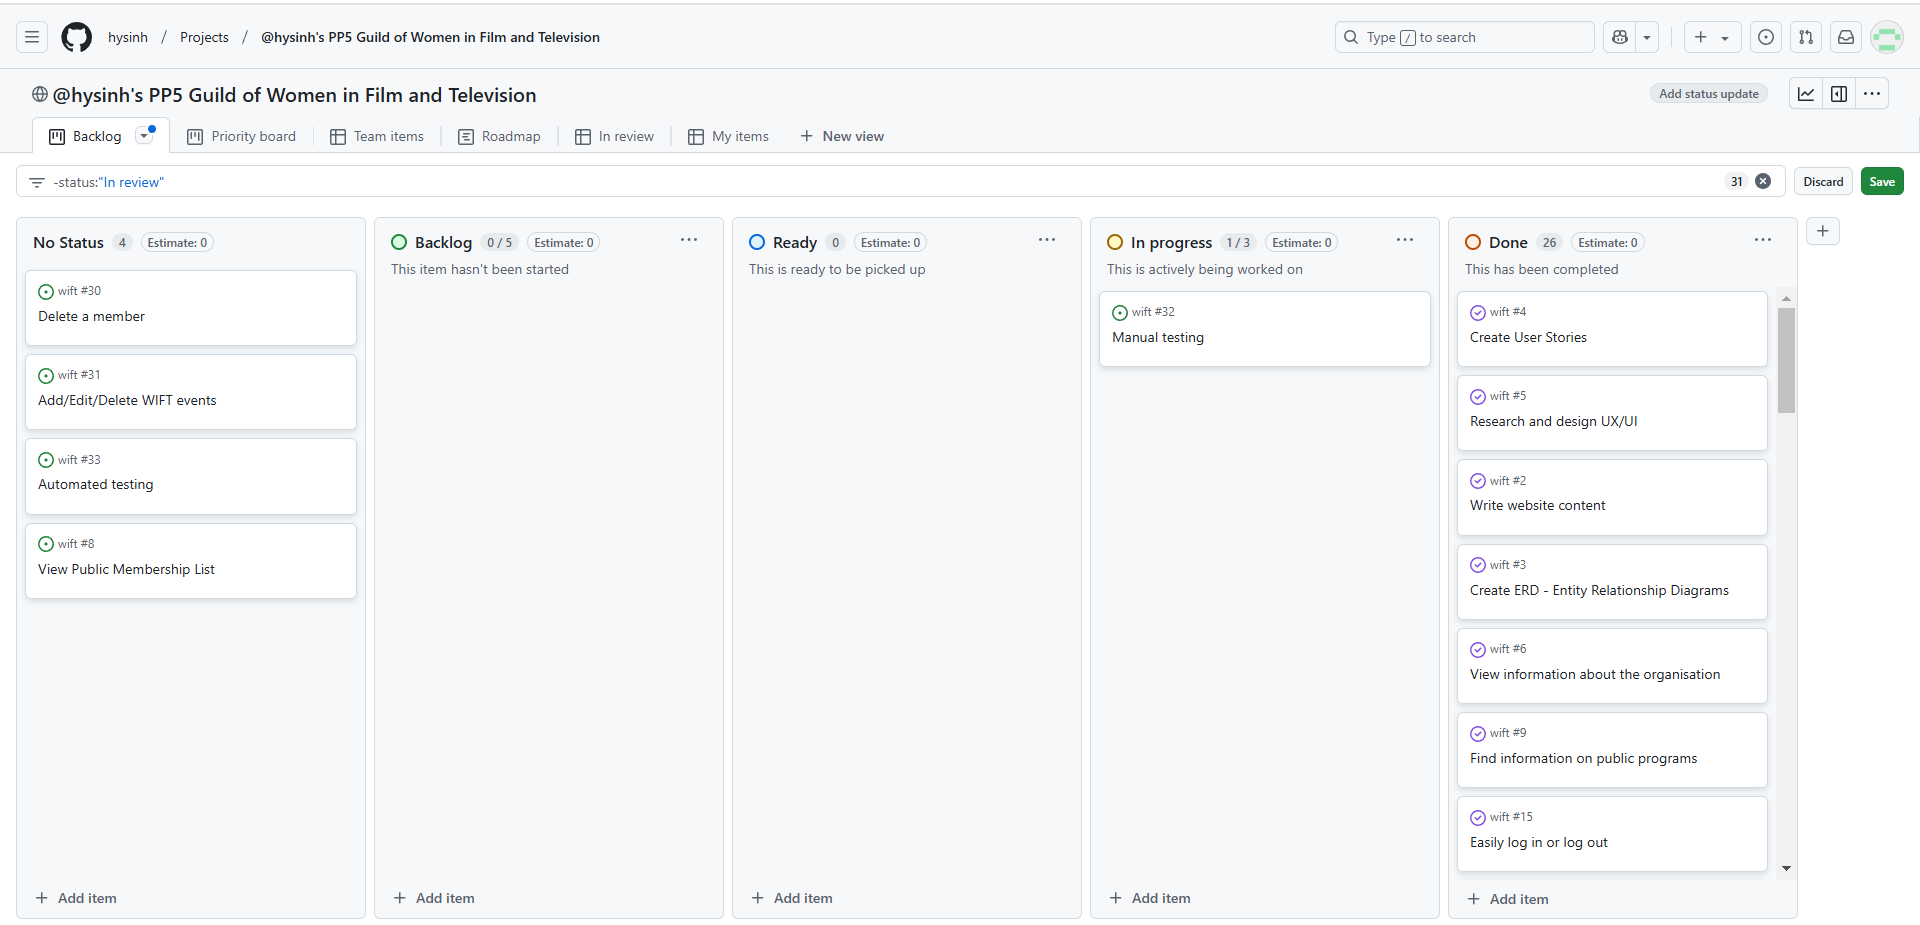 hysinh / Projects / @hysinh's PP5 Guild of Women in Film and Television
Type / to search
@hysinh's PP5 Guild of Women in Film and Television
Add status update
Backlog
Priority board
Team items
Roadmap
In review
My items
New view
-status:"In review"
31
Discard
Save
No Status 4 Estimate: 0
wift #30
Delete a member
wift #31
Add/Edit/Delete WIFT events
wift #33
Automated testing
wift #8
View Public Membership List
Add item
Backlog 0 / 5 Estimate: 0
This item hasn't been started
Add item
Ready 0 Estimate: 0
This is ready to be picked up
Add item
In progress 1 / 3 Estimate: 0
This is actively being worked on
wift #32
Manual testing
Add item
Done 26 Estimate: 0
This has been completed
wift #4
Create User Stories
wift #5
Research and design UX/UI
wift #2
Write website content
wift #3
Create ERD - Entity Relationship Diagrams
wift #6
View information about the organisation
wift #9
Find information on public programs
wift #15
Easily log in or log out
Add item